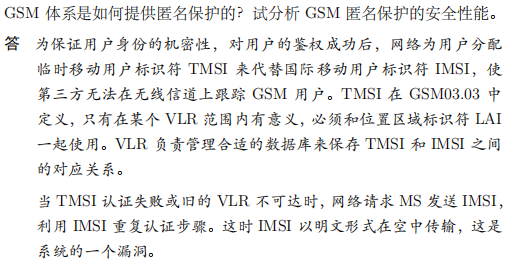 GSM 体系是如何提供匿名保护的? 试分析 GSM 匿名保护的安全性能。
答 为保证用户身份的机密性，对用户的鉴权成功后，网络为用户分配
临时移动用户标识符 TMSI 来代替国际移动用户标识符 IMSI，使
第三方无法在无线信道上跟踪 GSM 用户。TMSI 在 GSM03.03 中
定义，只有在某个 VLR 范围内有意义，必须和位置区域标识符 LAI
一起使用。VLR 负责管理合适的数据库来保存 TMSI 和 IMSI 之间
的对应关系。
当 TMSI 认证失败或旧的 VLR 不可达时，网络请求 MS 发送 IMSI，
利用 IMSI 重复认证步骤。这时 IMSI 以明文形式在空中传输，这是
系统的一个漏洞。